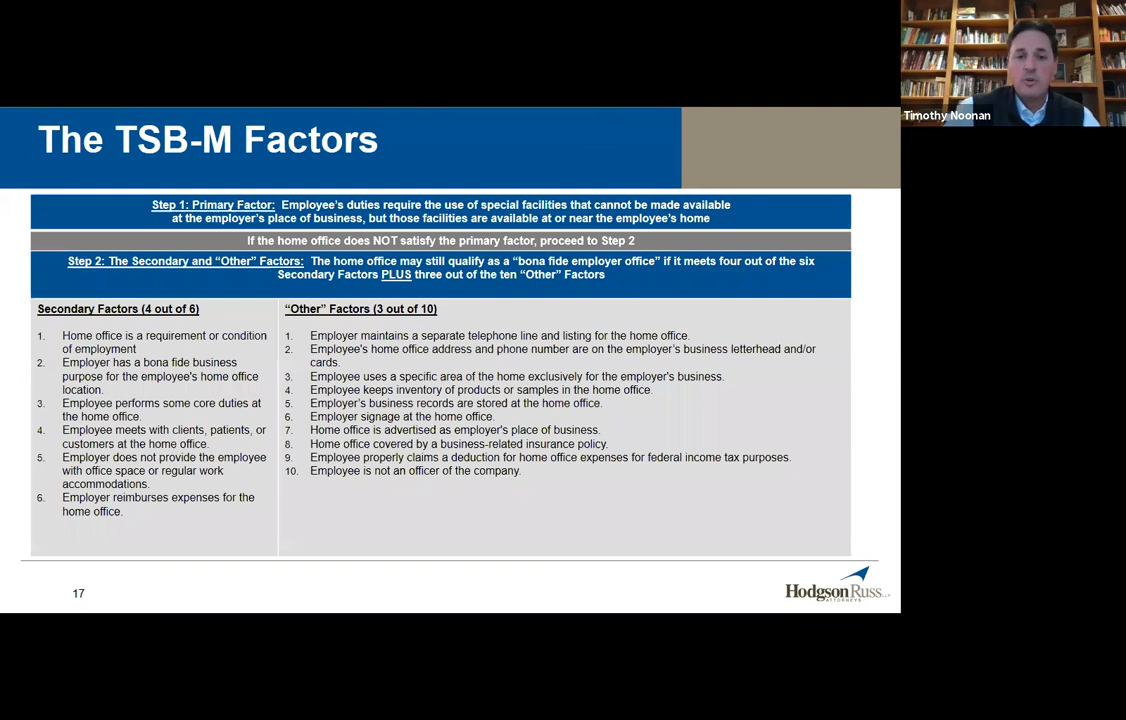 Timothy Noonan
The TSB-M Factors
Step 1: Primary Factor: Employee's duties require the use of special facilities that cannot be made available
at the employer's place of business, but those facilities are available at or near the employee's home
If the home office does NOT satisfy the primary factor, proceed to Step 2
Step 2: The Secondary and “Other” Factors: The home office may still qualify as a “bona fide employer office” if it meets four out of the six
Secondary Factors PLUS three out of the ten “Other” Factors
Secondary Factors (4 out of 6)
1. Home office is a requirement or condition
of employment
2. Employer has a bona fide business
purpose for the employee's home office
location.
3. Employee performs some core duties at
the home office.
4. Employee meets with clients, patients, or
customers at the home office.
5. Employer does not provide the employee
with office space or regular work
accommodations.
6. Employer reimburses expenses for the
home office.
“Other” Factors (3 out of 10)
1. Employer maintains a separate telephone line and listing for the home office.
2. Employee's home office address and phone number are on the employer's business letterhead and/or
cards.
3. Employee uses a specific area of the home exclusively for the employer's business.
4. Employee keeps inventory of products or samples in the home office.
5. Employer's business records are stored at the home office.
6. Employer signage at the home office.
7. Home office is advertised as employer's place of business.
8. Home office covered by a business-related insurance policy.
9. Employee properly claims a deduction for home office expenses for federal income tax purposes.
10. Employee is not an officer of the company.
17
HodgsonRuss LLP
ATTORNEYS